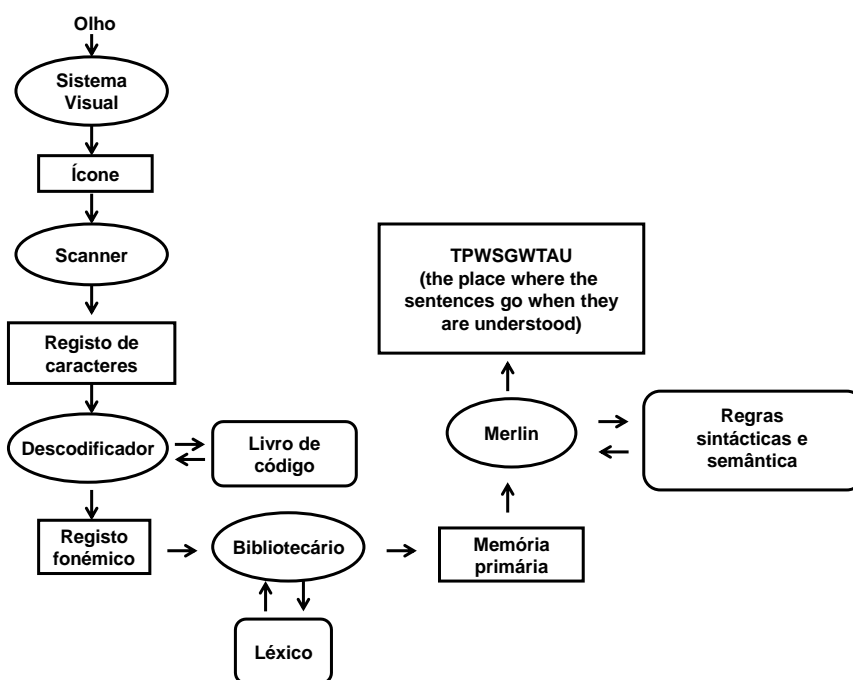 Olho
Sistema
Visual
Ícone
Scanner
Registo de
caracteres
Descodificador
Livro de
código
Registo
fonémico
Bibliotecário
Léxico
Memória
primária
Merlin
Regras
sintácticas e
semântica
TPWSGWTAU
(the place where the
sentences go when they
are understood)